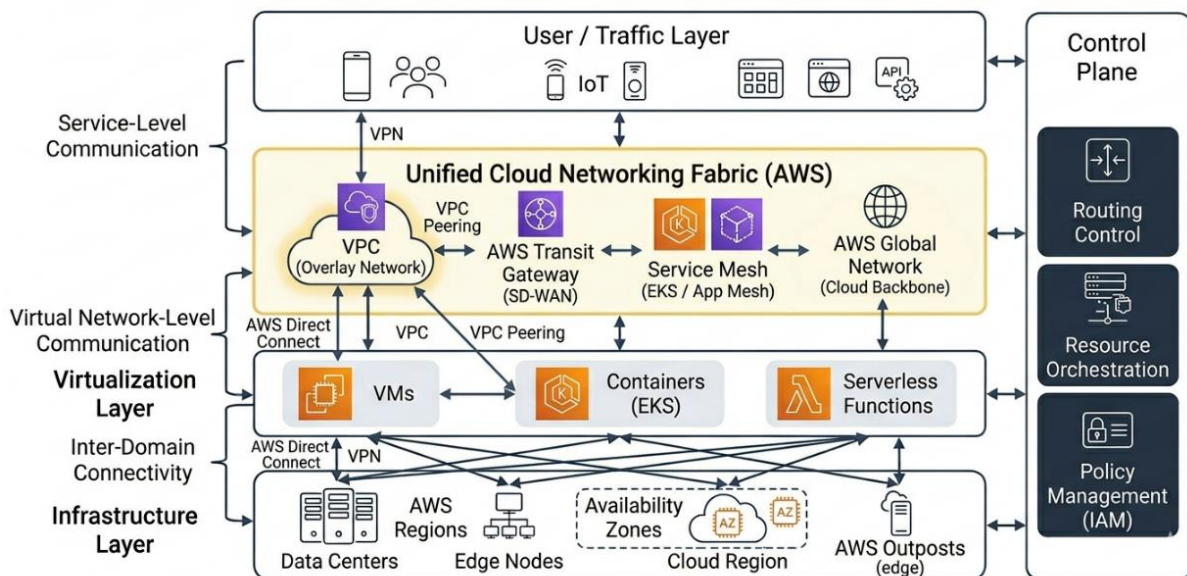 User / Traffic Layer
IoT
API
Control
Plane
Service-Level
Communication
VPN
Unified Cloud Networking Fabric (AWS)
VPC
(Overlay Network)
VPC
Peering
AWS Transit
Gateway
(SD-WAN)
Service Mesh
(EKS / App Mesh)
AWS Global
Network
(Cloud Backbone)
Routing
Control
Virtual Network-Level
Communication
AWS Direct
Connect
VPC
VPC Peering
Resource
Orchestration
Virtualization
Layer
VMs
K
Containers
(EKS)
Serverless
Functions
Inter-Domain
Connectivity
AWS Direct
Connect
VPN
Policy
Management
(IAM)
Infrastructure
Layer
Data Centers
AWS
Regions
Edge Nodes
Availability
Zones
AZ
AZ
Cloud Region
AWS Outposts
(edge)
K